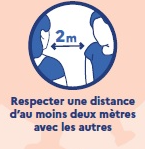 2m
Respecter une distance
d'au moins deux mètres
avec les autres